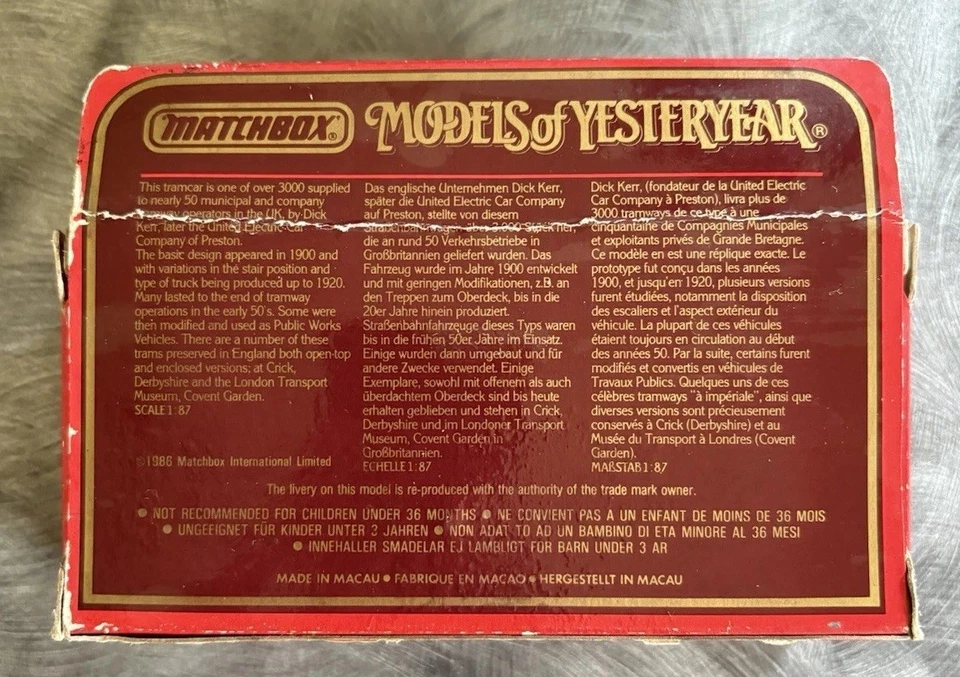 MATCHBOX®
MODELS of YESTERYEAR®
This tramcar is one of over 3000 supplied
to nearly 50 municipal and company
tramway operators in the UK, by Dick
Kerr, later the United Electric Car
Company of Preston.
The basic design appeared in 1900 and
with variations in the stair position and
type of truck being produced up to 1920.
Many lasted to the end of tramway
operations in the early 50's. Some were
then modified and used as Public Works
Vehicles. There are a number of these
trams preserved in England both open-top
and enclosed versions; at Crick,
Derbyshire and the London Transport
Museum, Covent Garden.
SCALE 1:87
©1986 Matchbox International Limited
Das englische Unternehmen Dick Kerr,
später die United Electric Car Company
auf Preston, stellte von diesem
die an rund 50 Verkehrsbetriebe in
Großbritannien geliefert wurden. Das
Fahrzeug wurde im Jahre 1900 entwickelt
und mit geringen Modifikationen, z.B. an
den Treppen zum Oberdeck, bis in die
20er Jahre hinein produziert.
Straßenbahnfahrzeuge dieses Typs waren
bis in die frühen 50er Jahre im Einsatz.
Einige wurden dann umgebaut und für
andere Zwecke verwendet. Einige
Exemplare, sowohl mit offenem als auch
überdachtem Oberdeck sind bis heute
erhalten geblieben und stehen in Crick,
Derbyshire und im Londoner Transport
Museum, Covent Garden in
Großbritannien.
ECHELLE 1:87
Dick Kerr, (fondateur de la United Electric
Car Company à Preston), livra plus de
3000 tramways de ce type à une
cinquantaine de Compagnies Municipales
et exploitants privés de Grande Bretagne.
Ce modèle en est une réplique exacte. Le
prototype fut conçu dans les années
1900, et jusqu'en 1920, plusieurs versions
furent étudiées, notamment la disposition
des escaliers et l'aspect extérieur du
véhicule. La plupart de ces véhicules
étaient toujours en circulation au début
des années 50. Par la suite, certains furent
modifiés et convertis en véhicules de
Travaux Publics. Quelques uns de ces
célèbres tramways "à impériale", ainsi que
diverses versions sont précieusement
conservés à Crick (Derbyshire) et au
Musée du Transport à Londres (Covent
Garden).
MAßSTAB 1:87
The livery on this model is re-produced with the authority of the trade mark owner.
● NOT RECOMMENDED FOR CHILDREN UNDER 36 MONTHS ● NE CONVIENT PAS À UN ENFANT DE MOINS DE 36 MOIS
● UNGEEIGNET FÜR KINDER UNTER 3 JAHREN ● NON ADATTO AD UN BAMBINO DI ETA MINORE AL 36 MESI
● INNEHALLER SMADELAR EJ LAMBLIGT FOR BARN UNDER 3 AR
MADE IN MACAU ● FABRIQUE EN MACAO ● HERGESTELLT IN MACAU